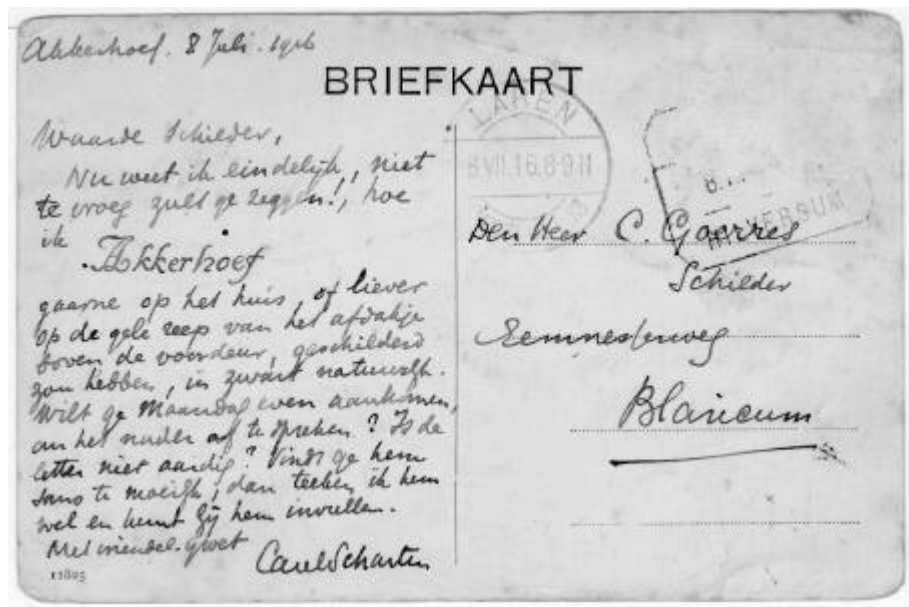 Akkerhoef. 8 Juli. 1916
BRIEFKAART
LAREN
8.VII.16.8-9 N
HILVERSUM
Waarde Schilder,
Nu weet ik eindelijk, niet
te vroeg zult ge zeggen!, hoe
ik
Akkerhoef
gaarne op het huis, of liever
op de gele reep van het afdakje
boven de voordeur, geschilderd
zou hebben, in zwart natuurlijk.
Wilt ge Maandag even aankomen,
om het nader af te spreken? Is de
letter niet aardig? Vindt ge hem
soms te moeilijk, dan teeken ik hem
wel en kunt gij hem invullen.
Met vriendel. groet
Carel Scharten
11825
Den Heer C. Goerres
Schilder
Eemnesserweg
Blaricum